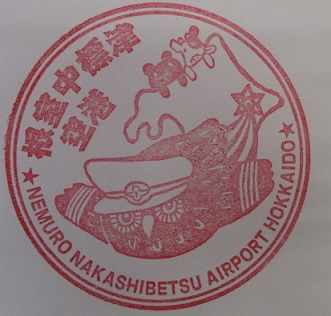 根室中標津
空港
★NEMURO NAKASHIBETSU AIRPORT HOKKAIDO★